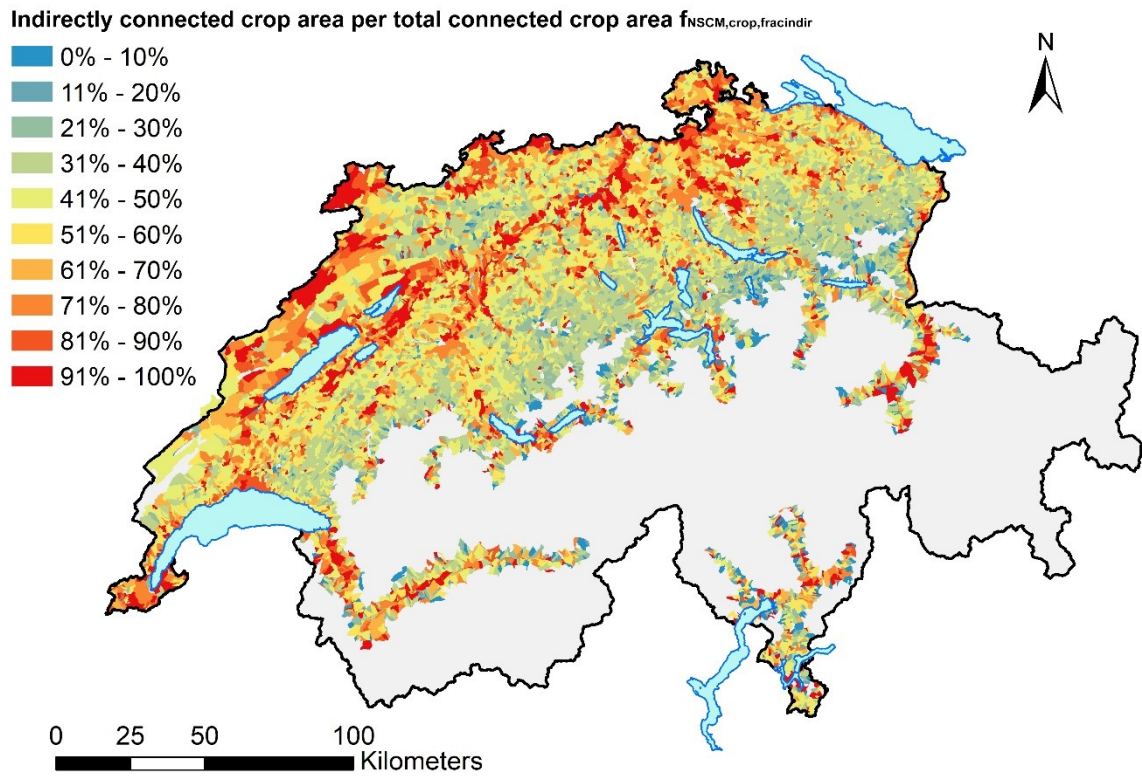 Indirectly connected crop area per total connected crop area fNSCM,crop,fracindir
0% - 10%
11% - 20%
21% - 30%
31% - 40%
41% - 50%
51% - 60%
61% - 70%
71% - 80%
81% - 90%
91% - 100%
N
0 25 50 100
Kilometers